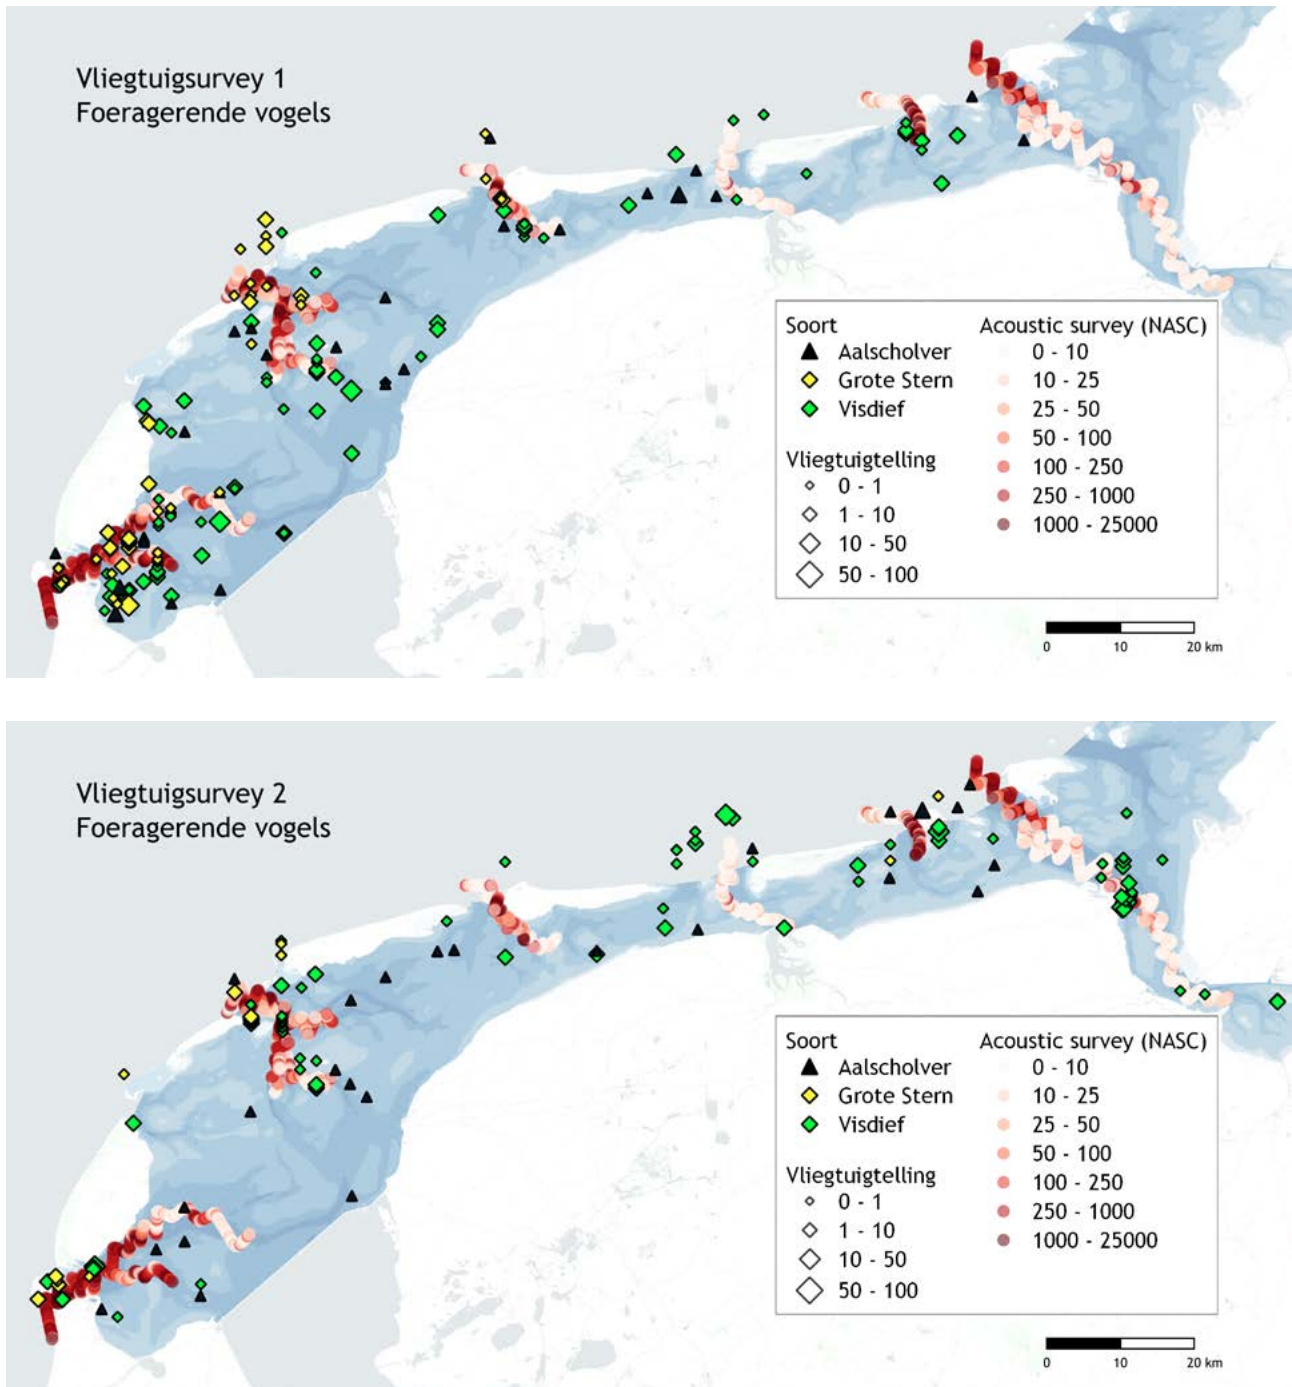 Vliegtuigsurvey 1
Foeragerende vogels
Soort
Aalscholver
Grote Stern
Visdief
Vliegtuigtelling
0 - 1
1 - 10
10 - 50
50 - 100
Acoustic survey (NASC)
0 - 10
10 - 25
25 - 50
50 - 100
100 - 250
250 - 1000
1000 - 25000
0 10 20 km
Vliegtuigsurvey 2
Foeragerende vogels
Soort
Aalscholver
Grote Stern
Visdief
Vliegtuigtelling
0 - 1
1 - 10
10 - 50
50 - 100
Acoustic survey (NASC)
0 - 10
10 - 25
25 - 50
50 - 100
100 - 250
250 - 1000
1000 - 25000
0 10 20 km